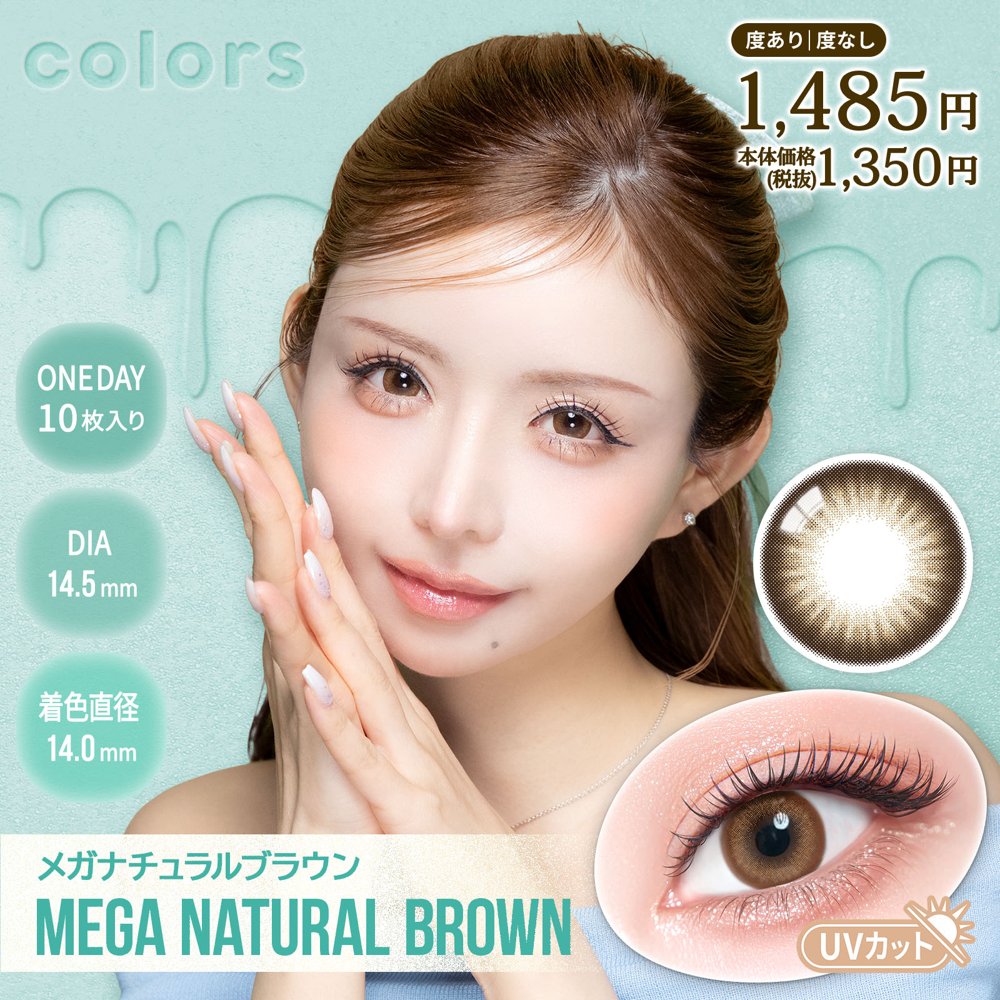 colors
度あり|度なし
1,485円
本体価格
(税抜)1,350円
ONE DAY
10枚入り
DIA
14.5mm
着色直径
14.0mm
メガナチュラルブラウン
MEGA NATURAL BROWN
UVカット